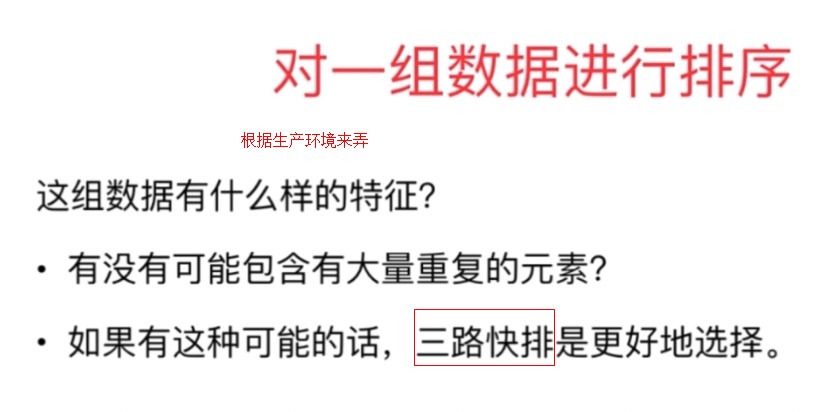 对一组数据进行排序
根据生产环境来弄
这组数据有什么样的特征？
• 有没有可能包含有大量重复的元素？
• 如果有这种可能的话，三路快排是更好地选择。